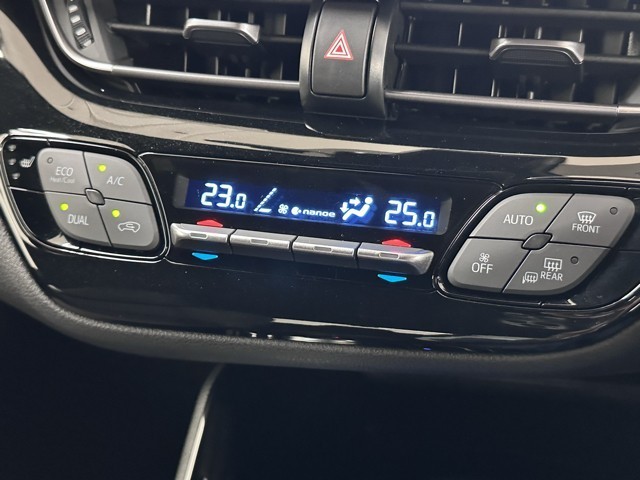 ECO
Heat/Cool
A/C
DUAL
23.0
nanoe
25.0
AUTO
FRONT
OFF
REAR